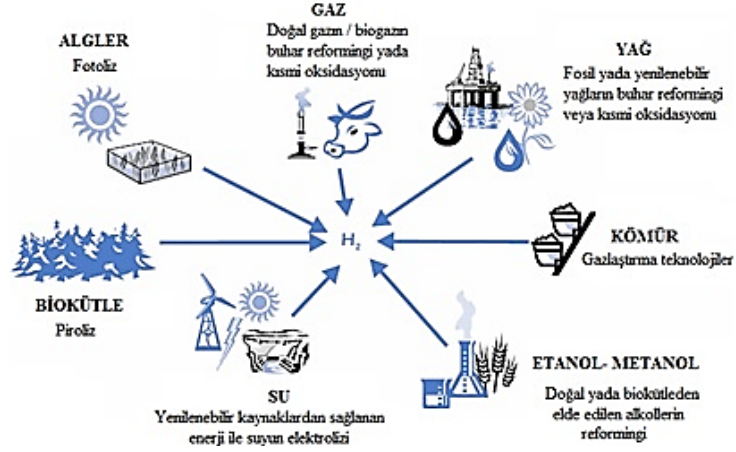 GAZ
Doğal gazın / biogazın
buhar reformingi yada
kısmi oksidasyonu
ALGLER
Fotoliz
YAĞ
Fosil yada yenilenebilir
yağların buhar reformingi
veya kısmi oksidasyonu
H₂
KÖMÜR
Gazlaştırma teknolojiler
BİOKÜTLE
Piroliz
SU
Yenilenebilir kaynaklardan sağlanan
enerji ile suyun elektrolizi
ETANOL- METANOL
Doğal yada biokütleden
elde edilen alkollerin
reformingi